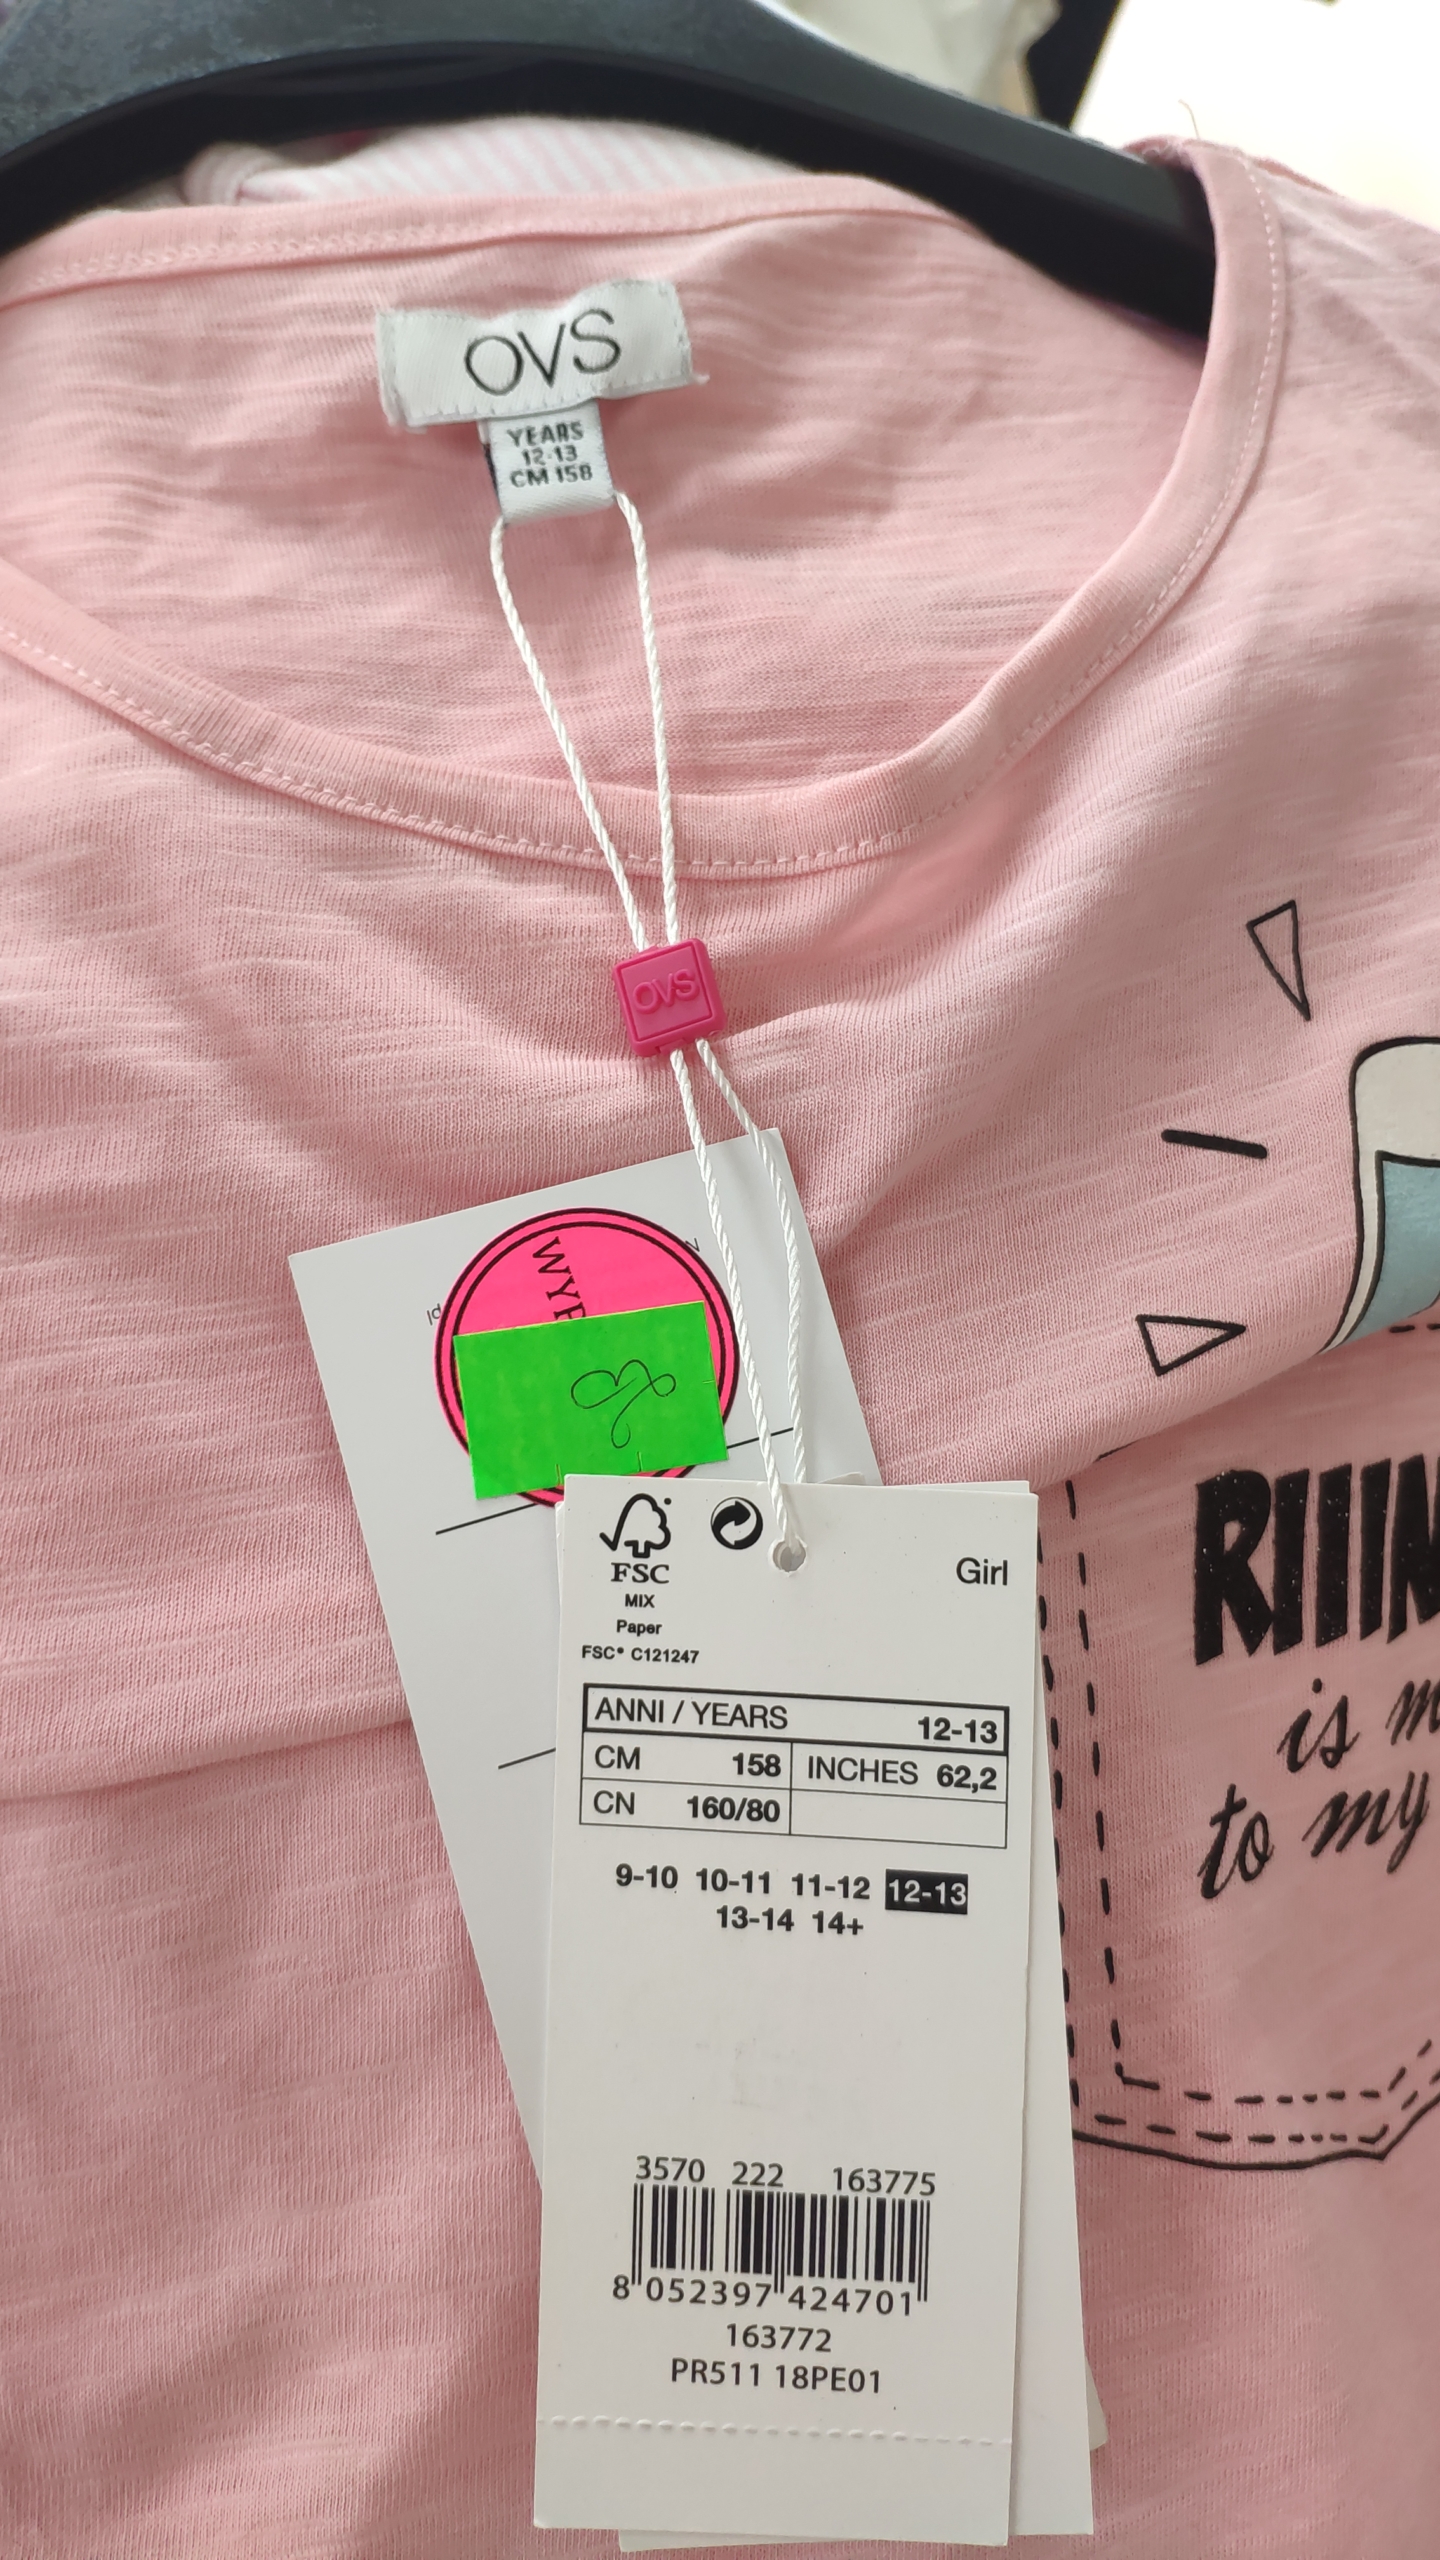 OVS
YEARS
12-13
CM 158
OVS
FSC
MIX
Paper
FSC® C121247
Girl
ANNI / YEARS 12-13
CM 158 INCHES 62,2
CN 160/80
9-10 10-11 11-12 12-13
13-14 14+
3570 222 163775
8 052397 424701
163772
PR511 18PE01
is
to my